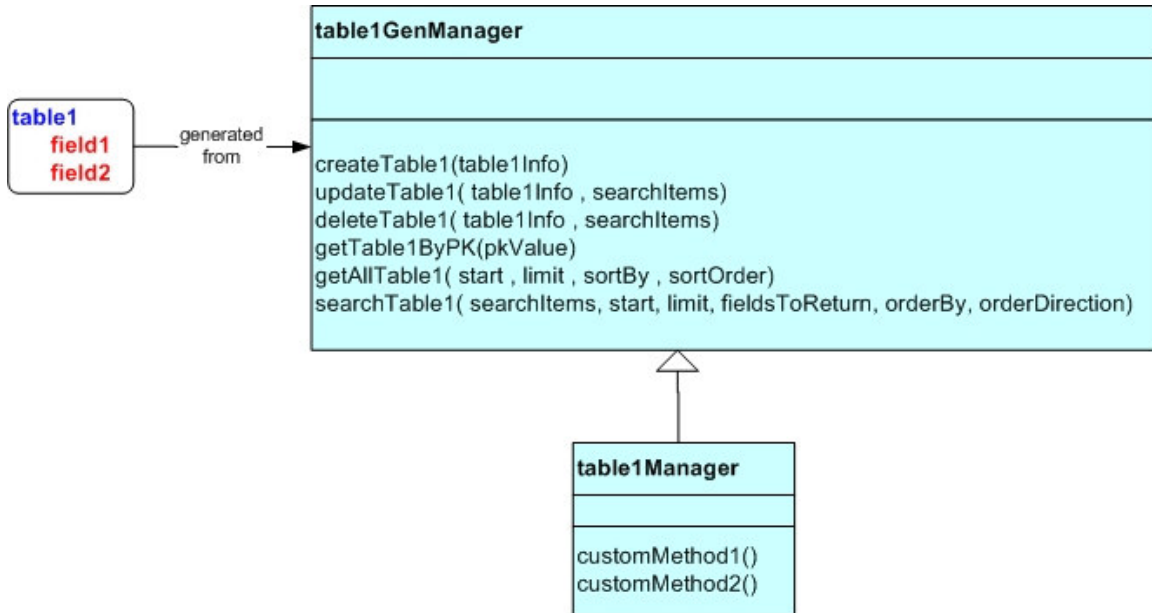 table1GenManager
table1
field1
field2
generated
from
createTable1(table1Info)
updateTable1( table1Info , searchItems)
deleteTable1( table1Info , searchItems)
getTable1ByPK(pkValue)
getAllTable1( start , limit , sortBy , sortOrder)
searchTable1( searchItems, start, limit, fieldsToReturn, orderBy, orderDirection)
table1Manager
customMethod1()
customMethod2()